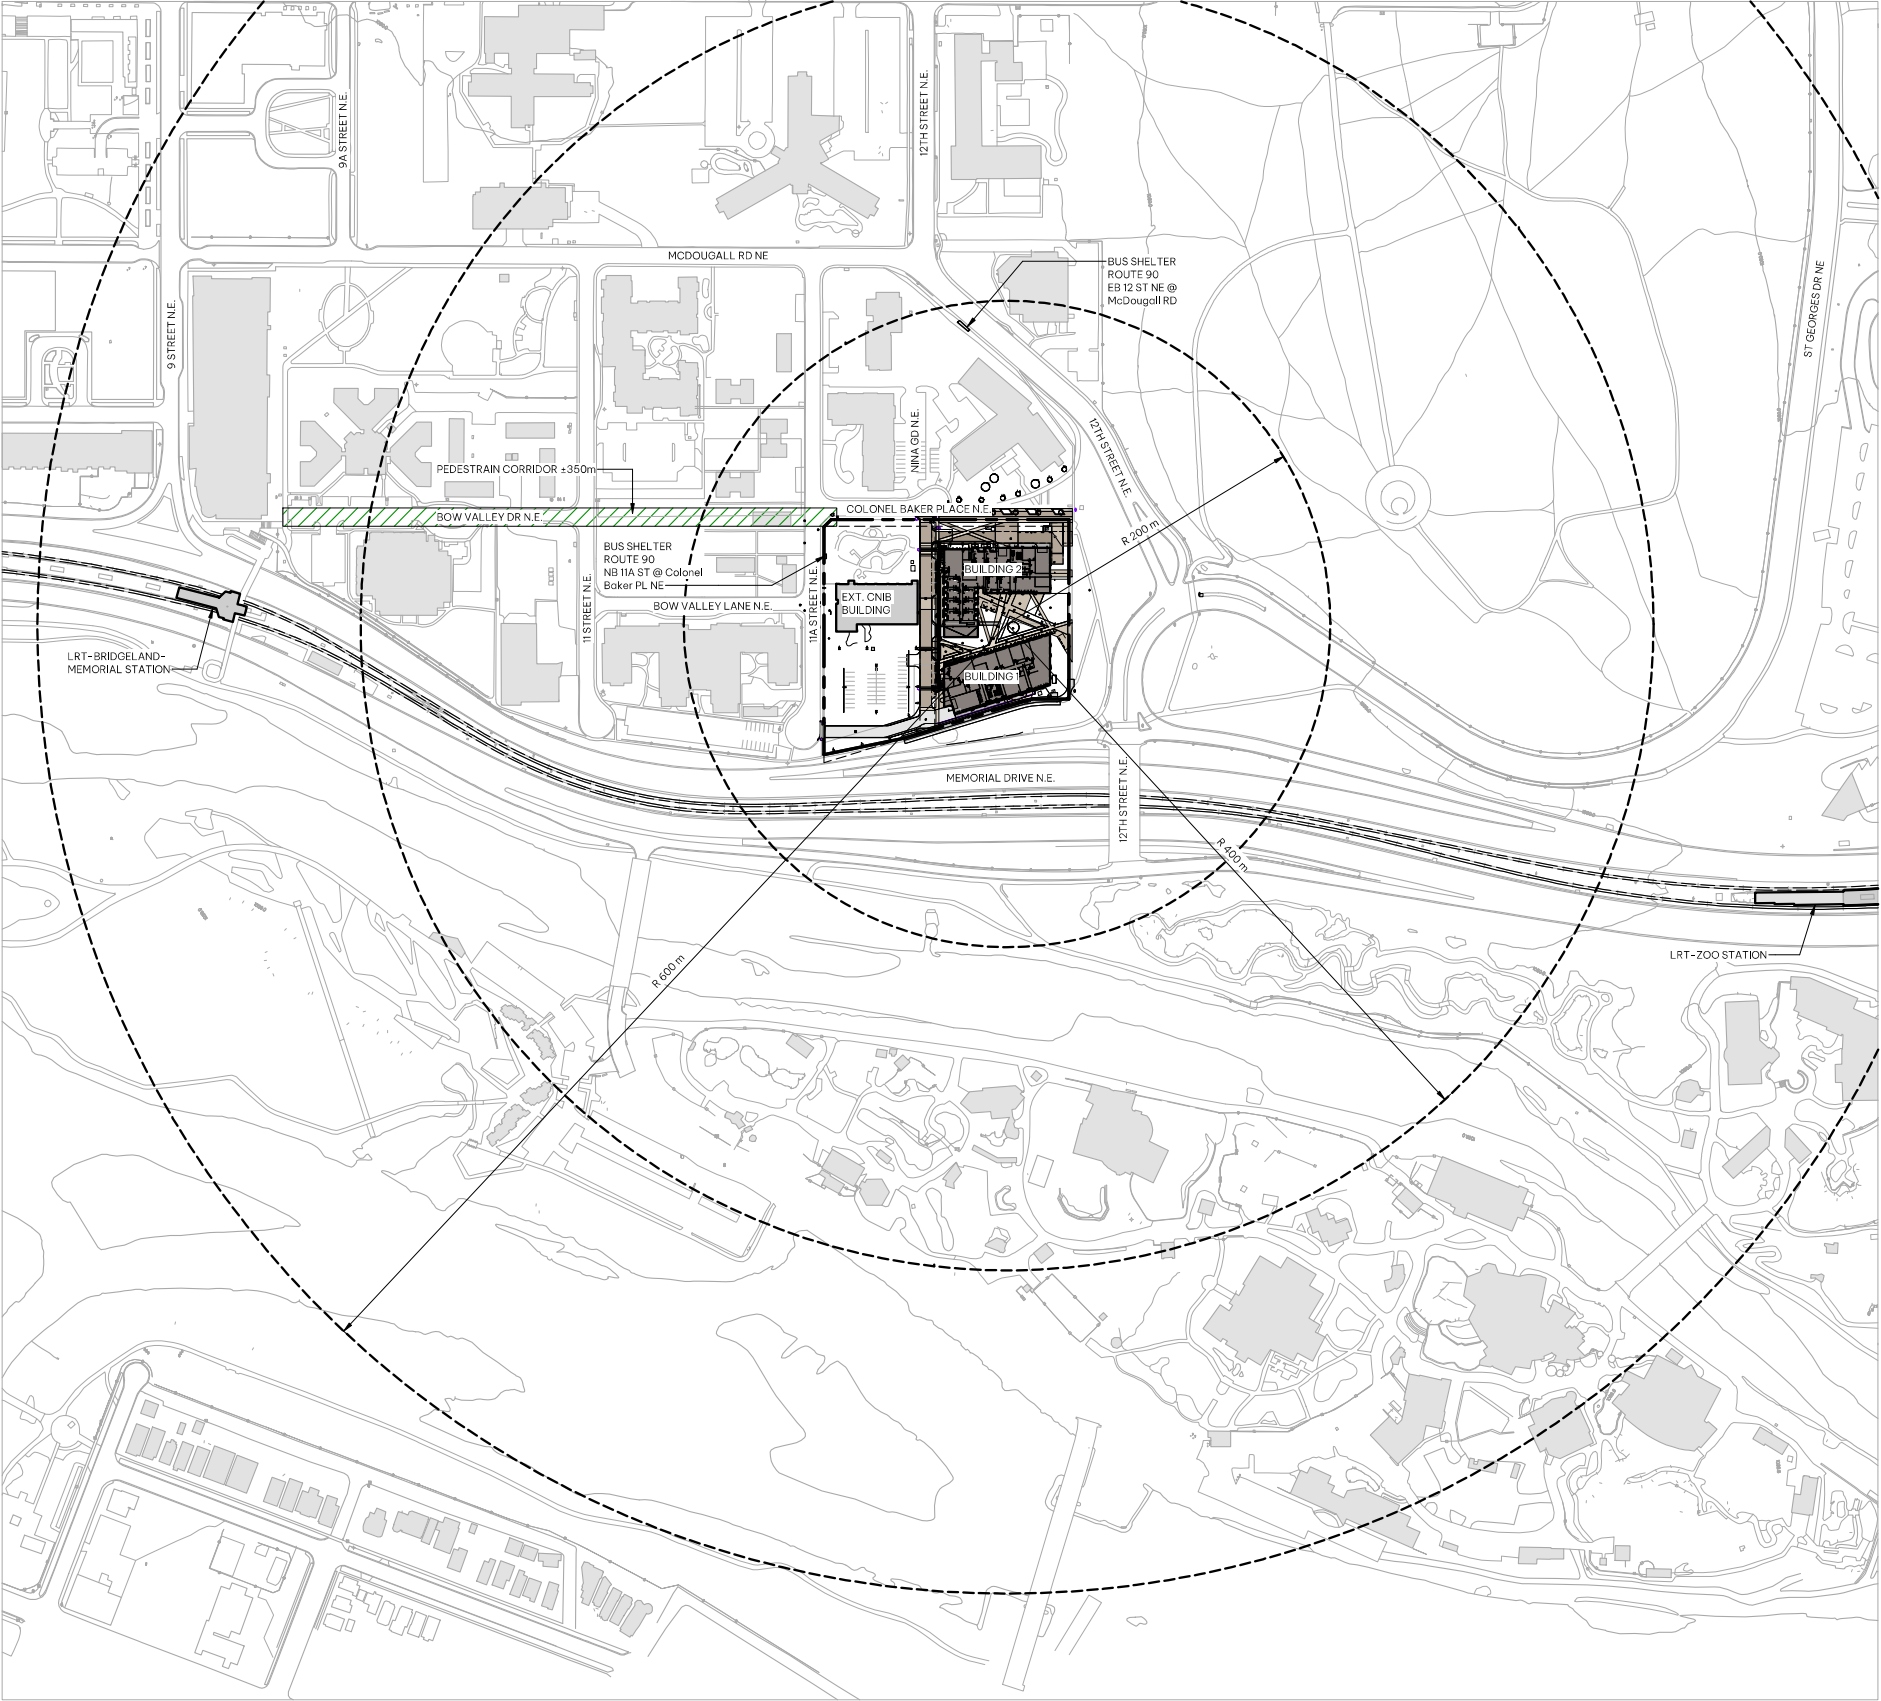 9A STREET N.E.
12TH STREET N.E.
MCDOUGALL RD NE
BUS SHELTER
ROUTE 90
EB 12 ST NE @
McDougall RD
9 STREET N.E.
ST GEORGES DR NE
NINA GD N.E.
12TH STREET N.E.
PEDESTRAIN CORRIDOR ±350m
BOW VALLEY DR N.E.
COLONEL BAKER PLACE N.E.
R 200 m
BUS SHELTER
ROUTE 90
NB 11A ST @ Colonel
Baker PL NE
BUILDING 2
EXT. CNIB
BUILDING
BOW VALLEY LANE N.E.
11 STREET N.E.
11A STREET N.E.
LRT-BRIDGELAND-
MEMORIAL STATION
BUILDING 1
MEMORIAL DRIVE N.E.
12TH STREET N.E.
R 400 m
LRT-ZOO STATION
R 600 m